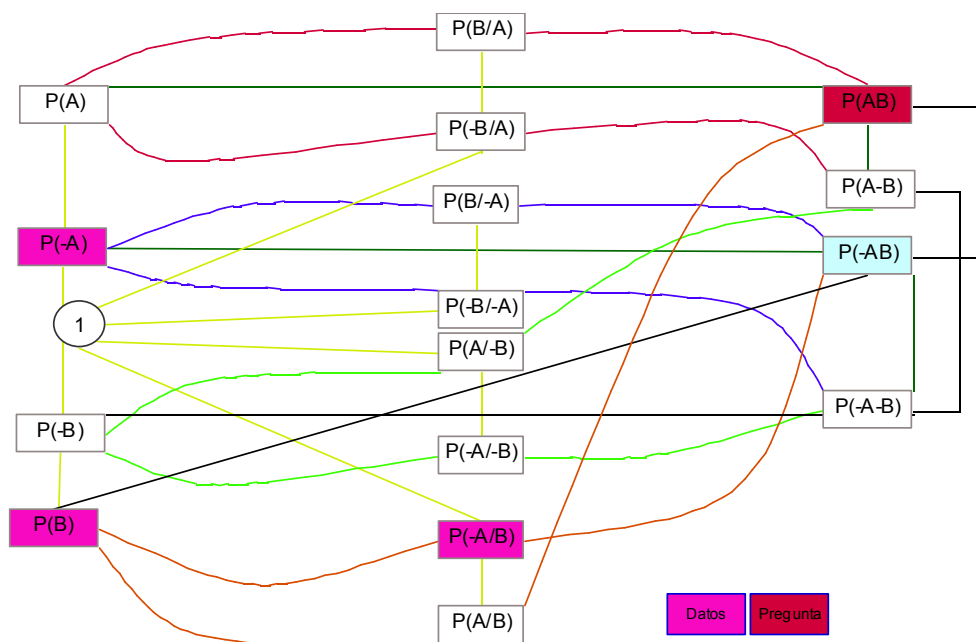 P(B/A)
P(A)
P(AB)
P(-B/A)
P(A-B)
P(B/-A)
P(-A)
P(-AB)
P(-B/-A)
1
P(A/-B)
P(-A-B)
P(-B)
P(-A/-B)
P(B)
P(-A/B)
P(A/B)
Datos
Pregunta